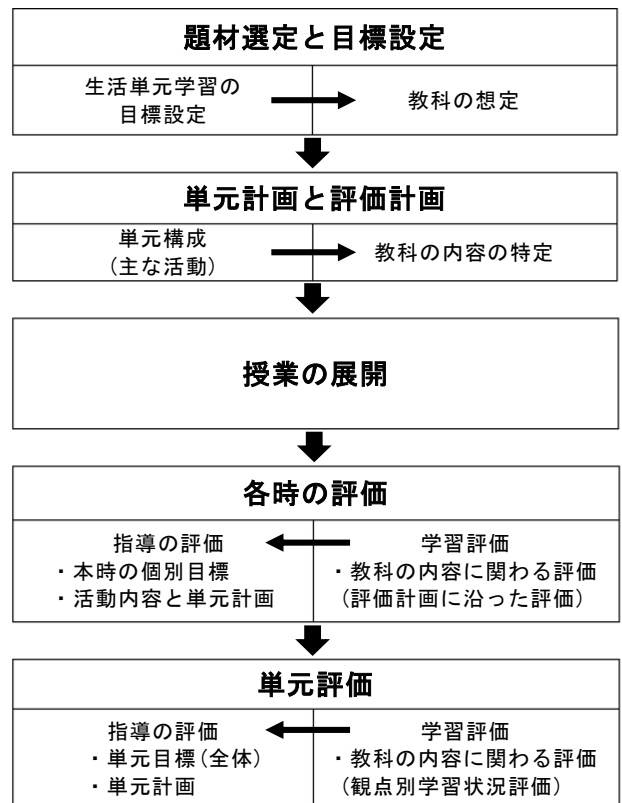 題材選定と目標設定
生活単元学習の
目標設定
教科の想定
単元計画と評価計画
単元構成
(主な活動)
教科の内容の特定
授業の展開
各時の評価
指導の評価
・本時の個別目標
・活動内容と単元計画
学習評価
・教科の内容に関わる評価
(評価計画に沿った評価)
単元評価
指導の評価
・単元目標(全体)
・単元計画
学習評価
・教科の内容に関わる評価
(観点別学習状況評価)